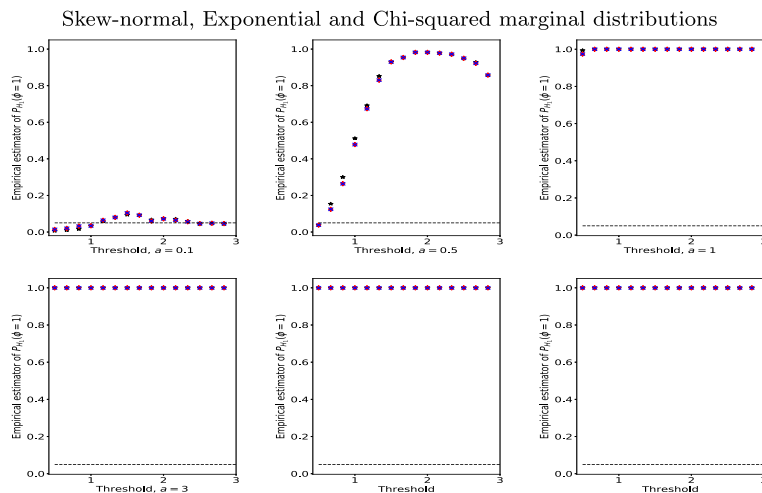 Skew-normal, Exponential and Chi-squared marginal distributions
Empirical estimator of P_{H_1}(ϕ = 1)
1.0
0.8
0.6
0.4
0.2
0.0
1 2 3
Threshold, a = 0.1
Empirical estimator of P_{H_1}(ϕ = 1)
1.0
0.8
0.6
0.4
0.2
0.0
1 2 3
Threshold, a = 0.5
Empirical estimator of P_{H_1}(ϕ = 1)
1.0
0.8
0.6
0.4
0.2
0.0
1 2 3
Threshold, a = 1
Empirical estimator of P_{H_1}(ϕ = 1)
1.0
0.8
0.6
0.4
0.2
0.0
1 2 3
Threshold, a = 3
Empirical estimator of P_{H_1}(ϕ = 1)
1.0
0.8
0.6
0.4
0.2
0.0
1 2 3
Threshold
Empirical estimator of P_{H_1}(ϕ = 1)
1.0
0.8
0.6
0.4
0.2
0.0
1 2 3
Threshold